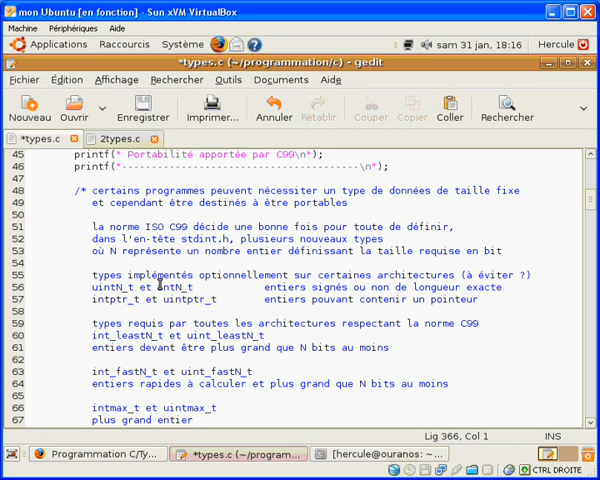 mon Ubuntu [en fonction] - Sun xVM VirtualBox
Machine Périphériques Aide
Applications Raccourcis Système sam 31 jan, 18:16 Hercule
*types.c (~/programmation/c) - gedit
Fichier Édition Affichage Rechercher Outils Documents Aide
Nouveau Ouvrir Enregistrer Imprimer... Annuler Rétablir Couper Copier Coller Rechercher
*types.c 2types.c
45 printf(" Portabilité apportée par C99\n");
46 printf("---------------------------------------\n");
47
48 /* certains programmes peuvent nécessiter un type de données de taille fixe
49 et cependant être destinés à être portables
50
51 la norme ISO C99 décide une bonne fois pour toute de définir,
52 dans l'en-tête stdint.h, plusieurs nouveaux types
53 où N représente un nombre entier définissant la taille requise en bit
54
55 types implémentés optionnellement sur certaines architectures (à éviter ?)
56 uintN_t et intN_t entiers signés ou non de longueur exacte
57 intptr_t et uintptr_t entiers pouvant contenir un pointeur
58
59 types requis par toutes les architectures respectant la norme C99
60 int_leastN_t et uint_leastN_t
61 entiers devant être plus grand que N bits au moins
62
63 int_fastN_t et uint_fastN_t
64 entiers rapides à calculer et plus grand que N bits au moins
65
66 intmax_t et uintmax_t
67 plus grand entier
Lig 366, Col 1 INS
Programmation C/Ty... *types.c (~/program... [hercule@ouranos: ~...
CTRL DROITE